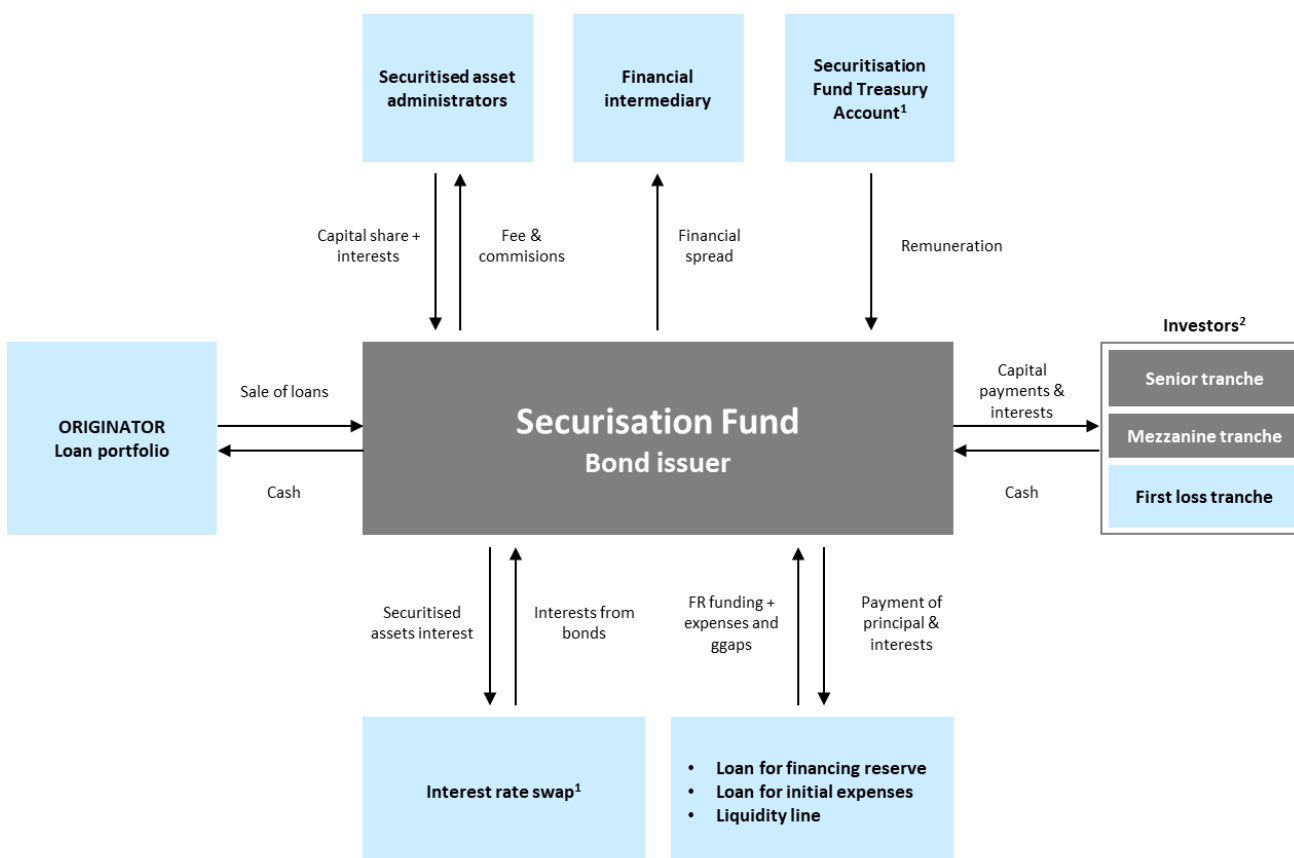 Securitised asset
administrators
Financial
intermediary
Securitisation
Fund Treasury
Account¹
Capital share +
interests
Fee &
commisions
Financial
spread
Remuneration
ORIGINATOR
Loan portfolio
Sale of loans
Cash
Securisation Fund
Bond issuer
Capital
payments &
interests
Cash
Investors²
Senior tranche
Mezzanine tranche
First loss tranche
Securitised
assets interest
Interests from
bonds
FR funding +
expenses and
ggaps
Payment of
principal &
interests
Interest rate swap¹
• Loan for financing reserve
• Loan for initial expenses
• Liquidity line